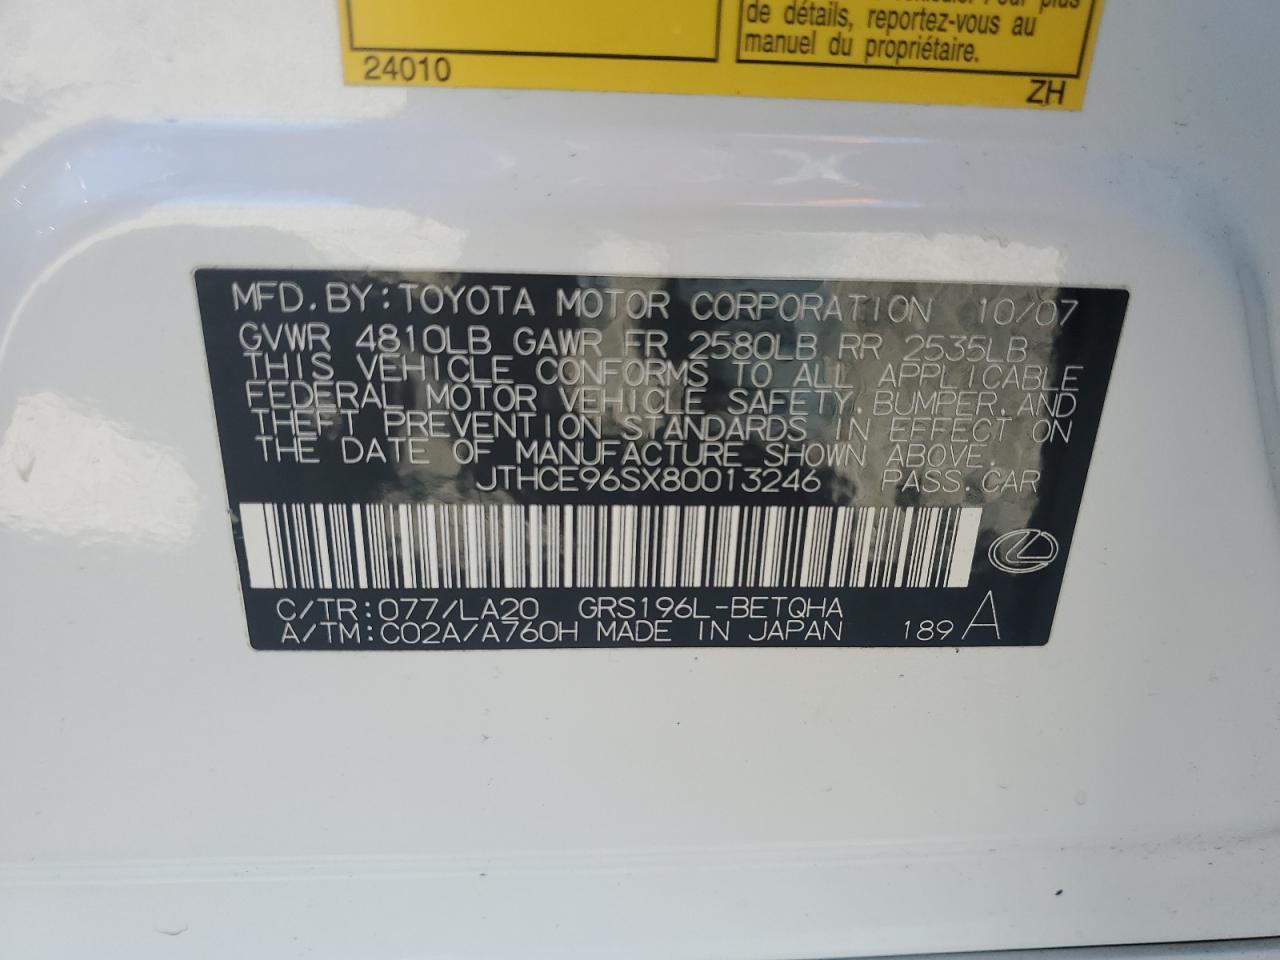 de détails, reportez-vous au
manuel du propriétaire.
24010
ZH
MFD. BY: TOYOTA MOTOR CORPORATION 10/07
GVWR 4810LB GAWR FR 2580LB RR 2535LB
THIS VEHICLE CONFORMS TO ALL APPLICABLE
FEDERAL MOTOR VEHICLE SAFETY, BUMPER, AND
THEFT PREVENTION STANDARDS IN EFFECT ON
THE DATE OF MANUFACTURE SHOWN ABOVE.
JTHCE96SX80013246 PASS. CAR
C/TR: 077/LA20 GRS196L-BETQHA
A/TM: C02A/A760H MADE IN JAPAN 189 A